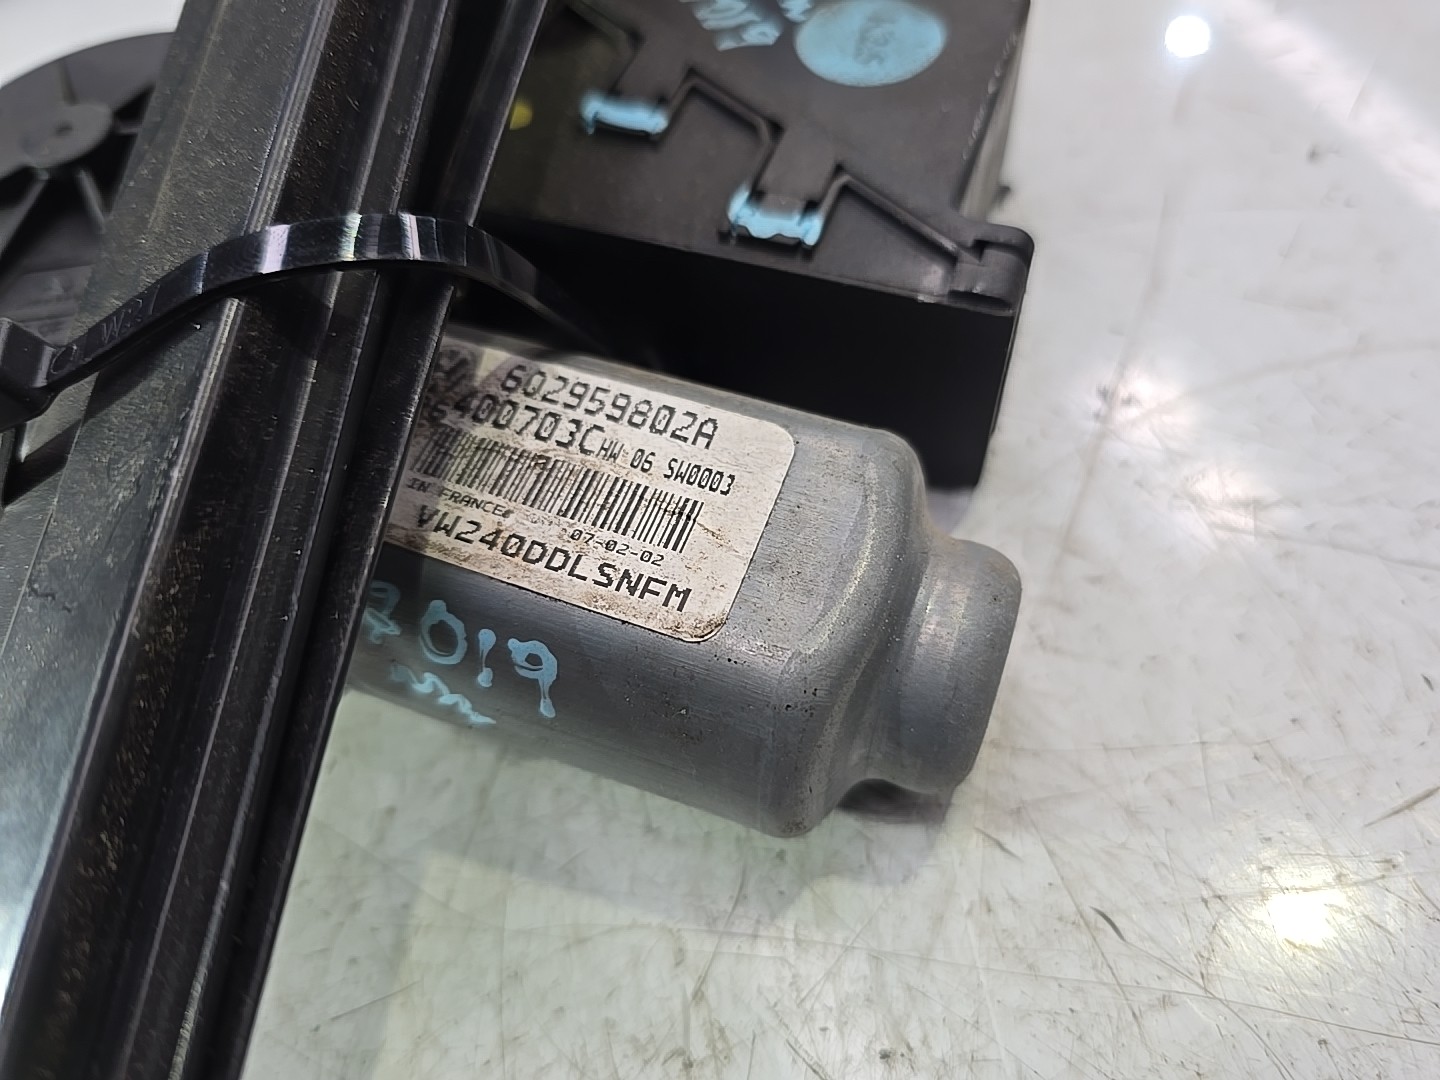 6Q2959802A
400703C HW 06 SW0003
IN FRANCE
07-02-02
VW240DDLSNFM
2019